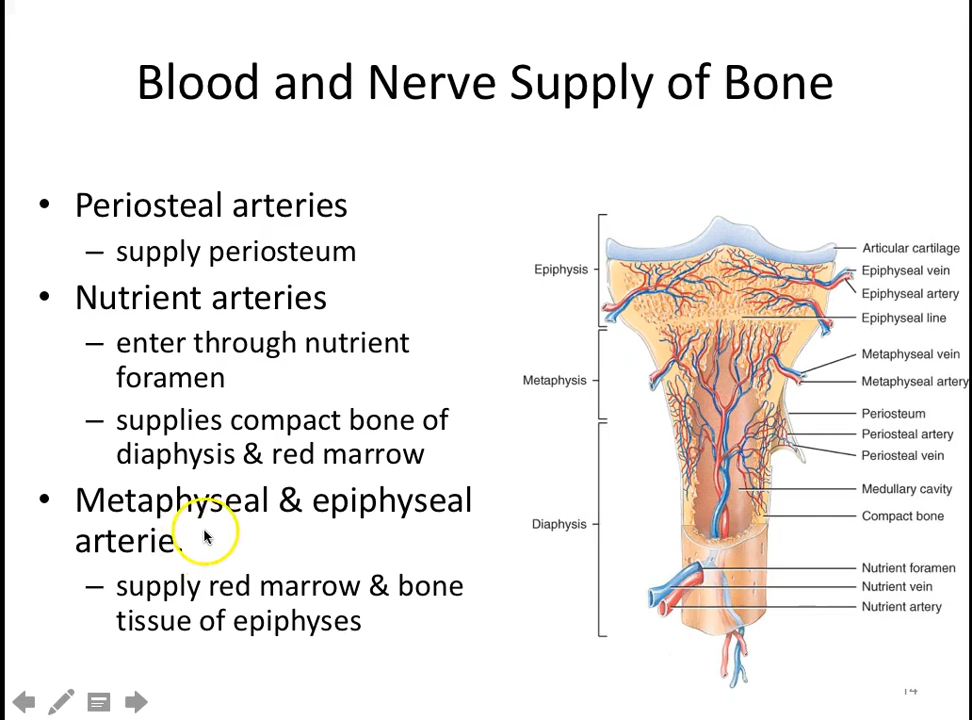 Blood and Nerve Supply of Bone
• Periosteal arteries
– supply periosteum
• Nutrient arteries
– enter through nutrient
foramen
– supplies compact bone of
diaphysis & red marrow
• Metaphyseal & epiphyseal
arterie
– supply red marrow & bone
tissue of epiphyses
Epiphysis
Metaphysis
Diaphysis
Articular cartilage
Epiphyseal vein
Epiphyseal artery
Epiphyseal line
Metaphyseal vein
Metaphyseal artery
Periosteum
Periosteal artery
Periosteal vein
Medullary cavity
Compact bone
Nutrient foramen
Nutrient vein
Nutrient artery
14